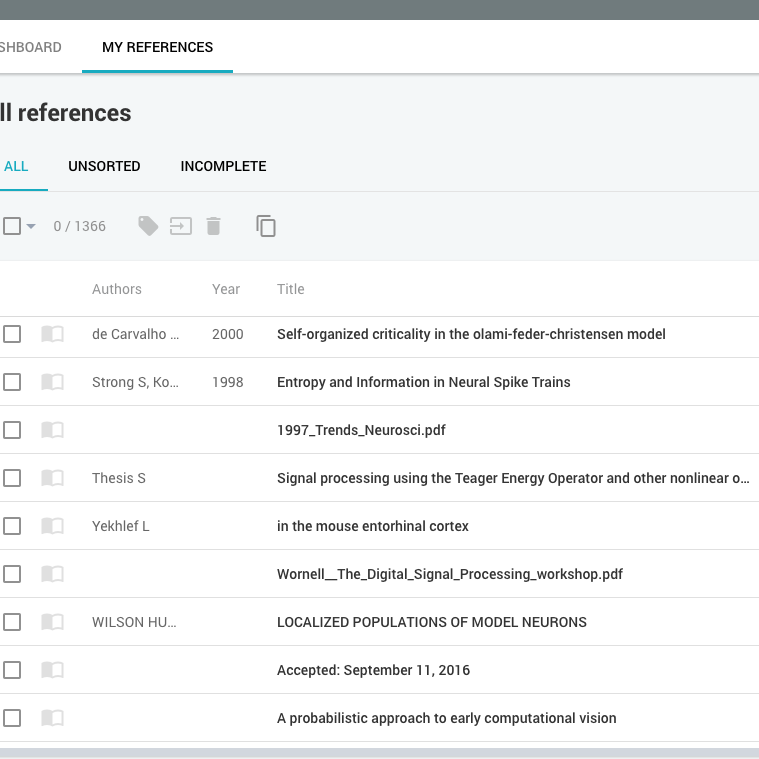 SHBOARD MY REFERENCES
ll references
ALL UNSORTED INCOMPLETE
0 / 1366
Authors Year Title
de Carvalho ... 2000 Self-organized criticality in the olami-feder-christensen model
Strong S, Ko... 1998 Entropy and Information in Neural Spike Trains
1997_Trends_Neurosci.pdf
Thesis S Signal processing using the Teager Energy Operator and other nonlinear o...
Yekhlef L in the mouse entorhinal cortex
Wornell__The_Digital_Signal_Processing_workshop.pdf
WILSON HU... LOCALIZED POPULATIONS OF MODEL NEURONS
Accepted: September 11, 2016
A probabilistic approach to early computational vision